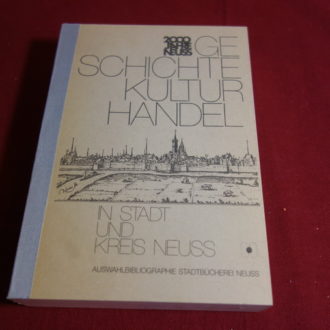 2000
JAHRE
NEUSS
GE
SCHICHTE
KULTUR
HANDEL
IN STADT
UND
KREIS NEUSS
AUSWAHLBIBLIOGRAPHIE STADTBÜCHEREI NEUSS